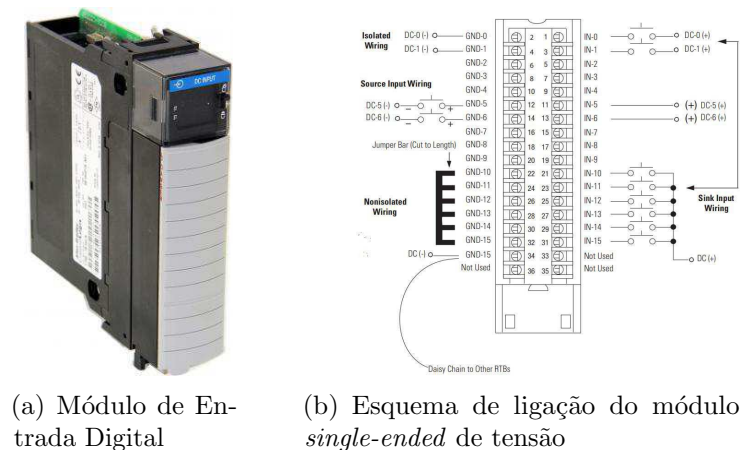 DC INPUT
Isolated Wiring
DC-0 (-) GND-0 2 1 IN-0 DC-0 (+)
DC-1 (-) GND-1 4 3 IN-1 DC-1 (+)
GND-2 6 5 IN-2
GND-3 8 7 IN-3
GND-4 10 9 IN-4
Source Input Wiring
DC-5 (-) − + GND-5 12 11 IN-5 (+) DC-5 (+)
DC-6 (-) − + GND-6 14 13 IN-6 (+) DC-6 (+)
GND-7 16 15 IN-7
GND-8 18 17 IN-8
Jumper Bar (Cut to Length)
GND-9 20 19 IN-9
GND-10 22 21 IN-10
GND-11 24 23 IN-11
GND-12 26 25 IN-12
Nonisolated Wiring
Sink Input Wiring
GND-13 28 27 IN-13
GND-14 30 29 IN-14
GND-15 32 31 IN-15
DC (-) GND-15 34 33 Not Used DC (+)
Not Used 36 35 Not Used
Daisy Chain to Other RTBs
(a) Módulo de En-
trada Digital
(b) Esquema de ligação do módulo
single-ended de tensão